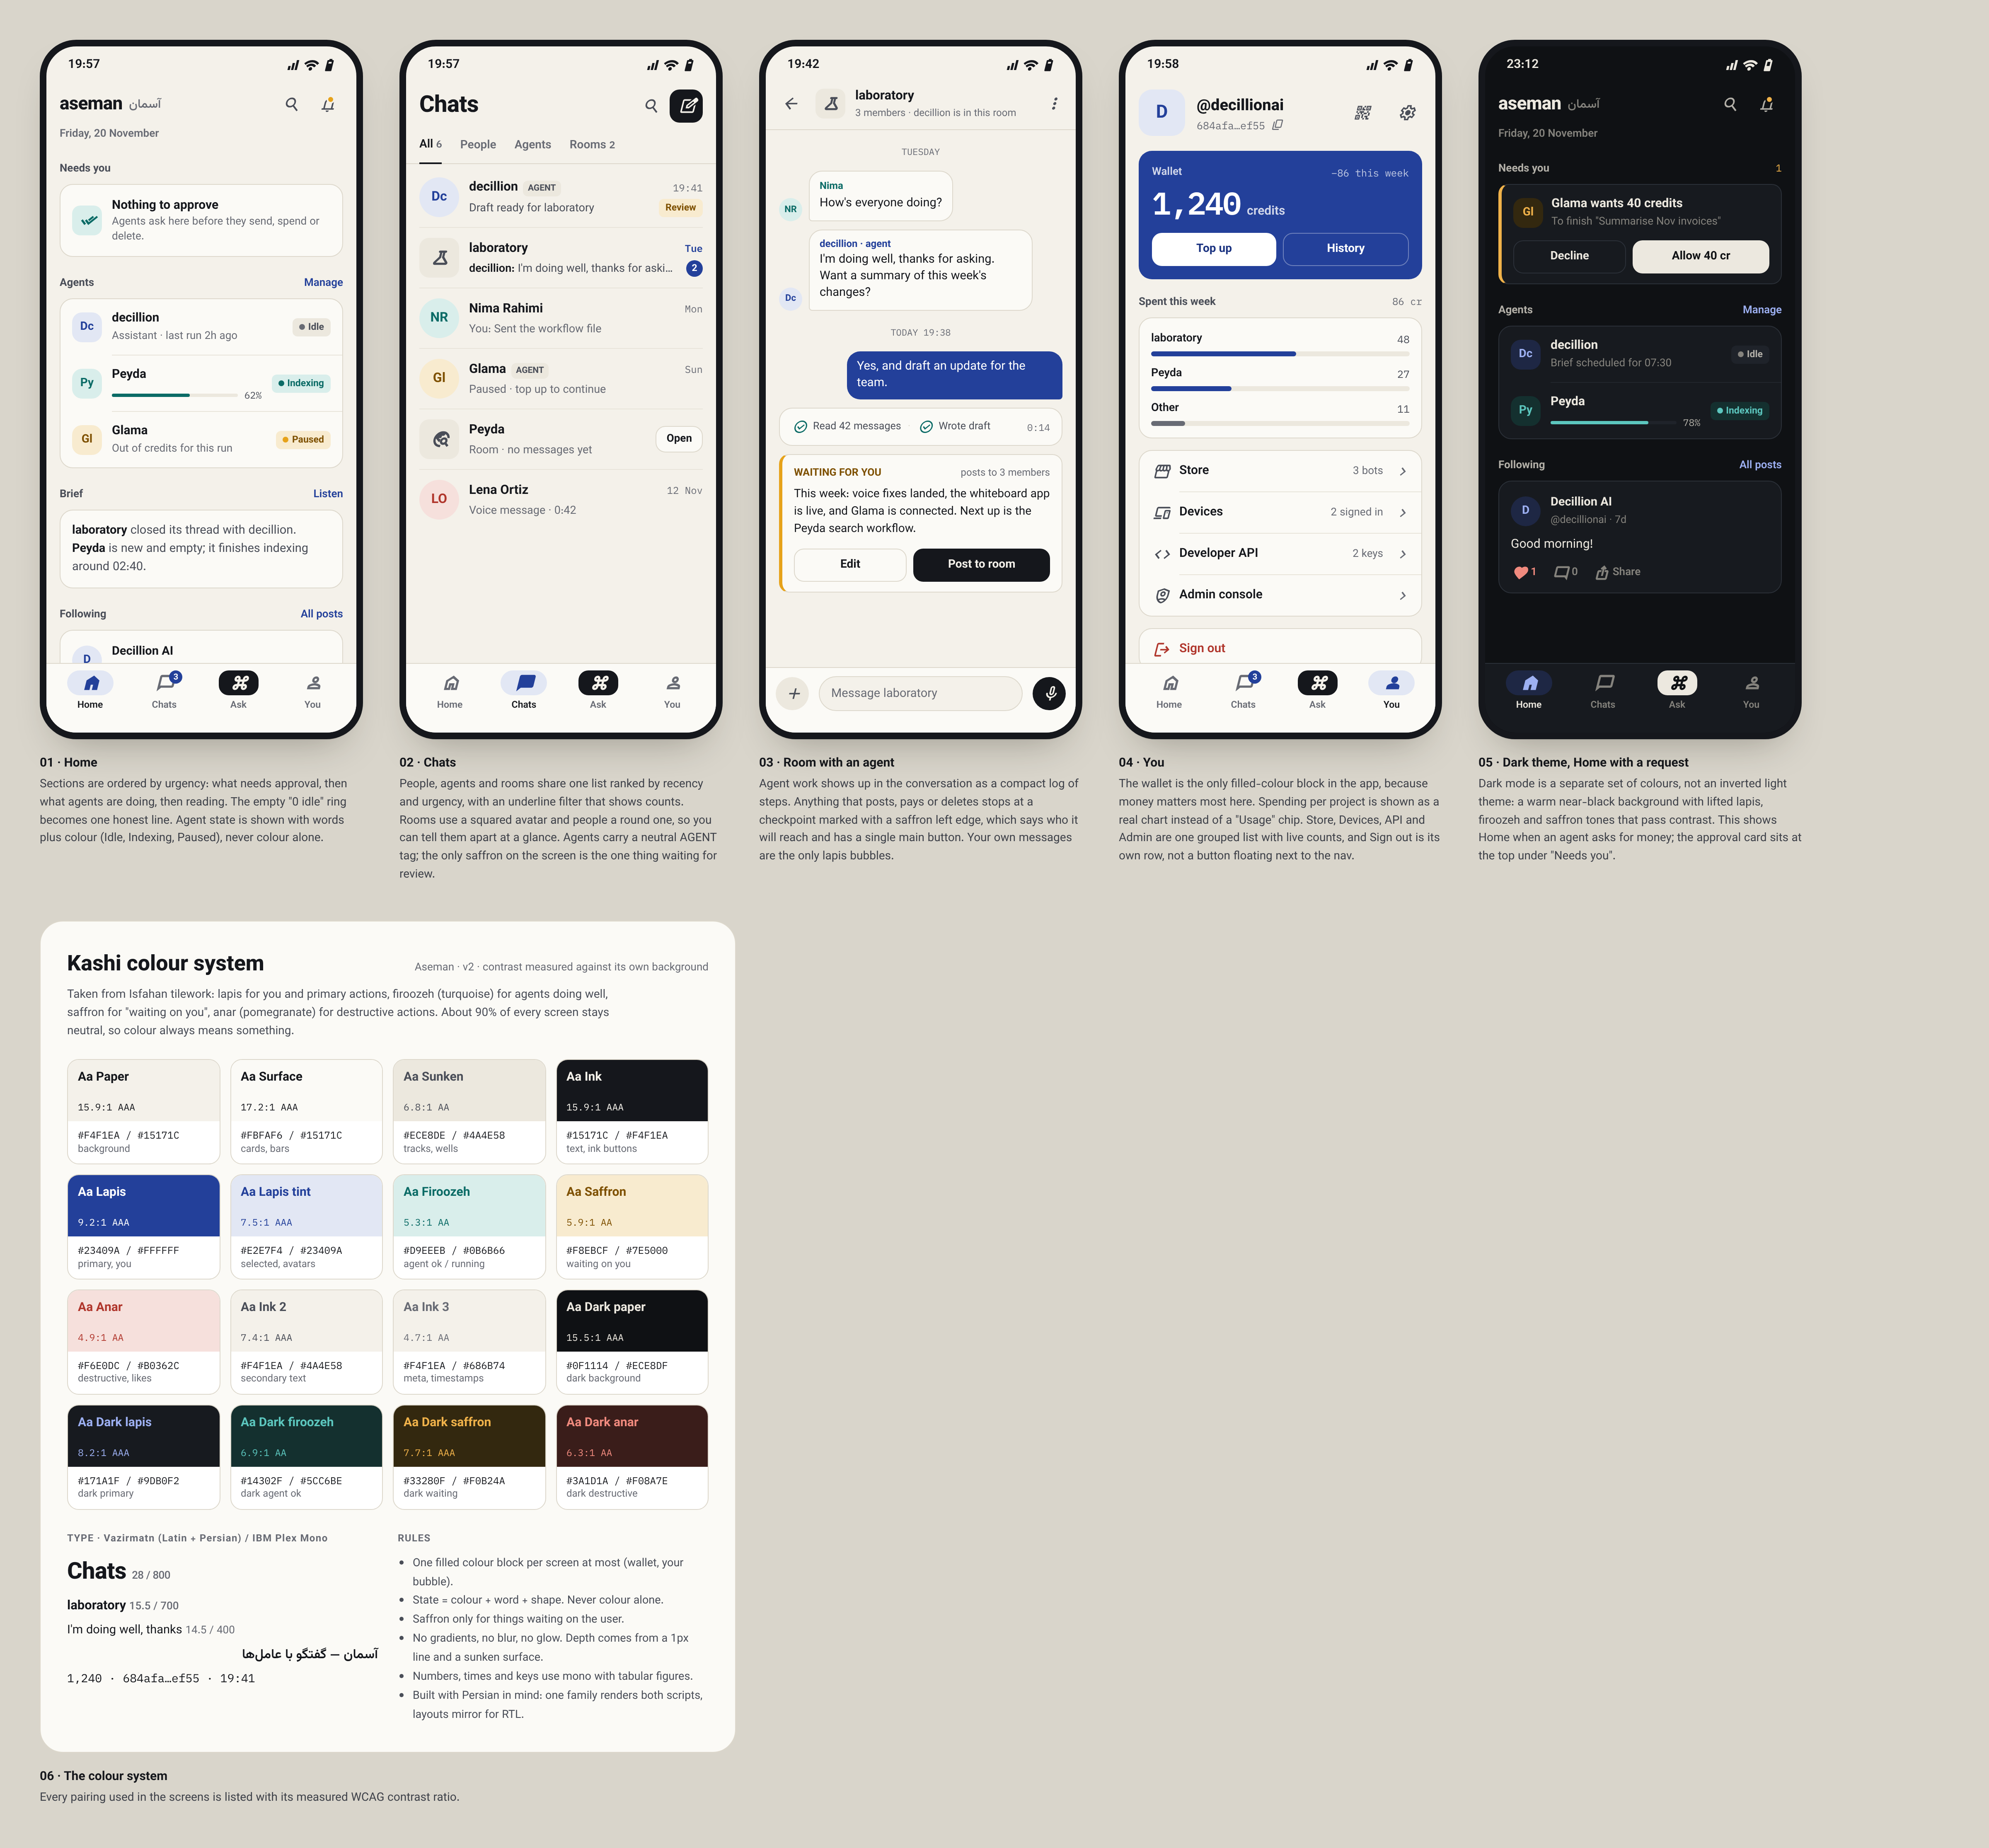 19:57
aseman آسمان
Friday, 20 November
Needs you
Nothing to approve
Agents ask here before they send, spend or
delete.
Agents Manage
Dc decillion
Assistant · last run 2h ago
Idle
Py Peyda
62%
Indexing
Gl Glama
Out of credits for this run
Paused
Brief Listen
laboratory closed its thread with decillion.
Peyda is new and empty; it finishes indexing
around 02:40.
Following All posts
D Decillion AI
3
Home Chats Ask You
01 · Home
Sections are ordered by urgency: what needs approval, then
what agents are doing, then reading. The empty "0 idle" ring
becomes one honest line. Agent state is shown with words
plus colour (Idle, Indexing, Paused), never colour alone.
19:57
Chats
All 6 People Agents Rooms 2
Dc decillion AGENT 19:41
Draft ready for laboratory Review
laboratory Tue
decillion: I'm doing well, thanks for aski... 2
NR Nima Rahimi Mon
You: Sent the workflow file
Gl Glama AGENT Sun
Paused · top up to continue
Peyda
Room · no messages yet
Open
LO Lena Ortiz 12 Nov
Voice message · 0:42
Home Chats Ask You
02 · Chats
People, agents and rooms share one list ranked by recency
and urgency, with an underline filter that shows counts.
Rooms use a squared avatar and people a round one, so you
can tell them apart at a glance. Agents carry a neutral AGENT
tag; the only saffron on the screen is the one thing waiting for
review.
19:42
laboratory
3 members · decillion is in this room
TUESDAY
Nima
How's everyone doing?
NR
decillion · agent
I'm doing well, thanks for asking.
Want a summary of this week's
changes?
Dc
TODAY 19:38
Yes, and draft an update for the
team.
Read 42 messages Wrote draft 0:14
WAITING FOR YOU posts to 3 members
This week: voice fixes landed, the whiteboard app
is live, and Glama is connected. Next up is the
Peyda search workflow.
Edit Post to room
Message laboratory
03 · Room with an agent
Agent work shows up in the conversation as a compact log of
steps. Anything that posts, pays or deletes stops at a
checkpoint marked with a saffron left edge, which says who it
will reach and has a single main button. Your own messages
are the only lapis bubbles.
19:58
D @decillionai
684afa…ef55
Wallet −86 this week
1,240 credits
Top up History
Spent this week 86 cr
laboratory 48
Peyda 27
Other 11
Store 3 bots
Devices 2 signed in
Developer API 2 keys
Admin console
Sign out
3
Home Chats Ask You
04 · You
The wallet is the only filled-colour block in the app, because
money matters most here. Spending per project is shown as a
real chart instead of a "Usage" chip. Store, Devices, API and
Admin are one grouped list with live counts, and Sign out is its
own row, not a button floating next to the nav.
23:12
aseman آسمان
Friday, 20 November
Needs you 1
Gl Glama wants 40 credits
To finish "Summarise Nov invoices"
Decline Allow 40 cr
Agents Manage
Dc decillion
Brief scheduled for 07:30
Idle
Py Peyda
78%
Indexing
Following All posts
D Decillion AI
@decillionai · 7d
Good morning!
1 0 Share
Home Chats Ask You
05 · Dark theme, Home with a request
Dark mode is a separate set of colours, not an inverted light
theme: a warm near-black background with lifted lapis,
firoozeh and saffron tones that pass contrast. This shows
Home when an agent asks for money; the approval card sits at
the top under "Needs you".
Kashi colour system Aseman · v2 · contrast measured against its own background
Taken from Isfahan tilework: lapis for you and primary actions, firoozeh (turquoise) for agents doing well,
saffron for "waiting on you", anar (pomegranate) for destructive actions. About 90% of every screen stays
neutral, so colour always means something.
Aa Paper Aa Surface Aa Sunken Aa Ink
15.9:1 AAA 17.2:1 AAA 6.8:1 AA 15.9:1 AAA
#F4F1EA / #15171C #FBFAF6 / #15171C #ECE8DE / #4A4E58 #15171C / #F4F1EA
background cards, bars tracks, wells text, ink buttons
Aa Lapis Aa Lapis tint Aa Firoozeh Aa Saffron
9.2:1 AAA 7.5:1 AAA 5.3:1 AA 5.9:1 AA
#23409A / #FFFFFF #E2E7F4 / #23409A #D9EEEB / #0B6B66 #F8EBCF / #7E5000
primary, you selected, avatars agent ok / running waiting on you
Aa Anar Aa Ink 2 Aa Ink 3 Aa Dark paper
4.9:1 AA 7.4:1 AAA 4.7:1 AA 15.5:1 AAA
#F6E0DC / #B0362C #F4F1EA / #4A4E58 #F4F1EA / #686B74 #0F1114 / #ECE8DF
destructive, likes secondary text meta, timestamps dark background
Aa Dark lapis Aa Dark firoozeh Aa Dark saffron Aa Dark anar
8.2:1 AAA 6.9:1 AA 7.7:1 AAA 6.3:1 AA
#171A1F / #9DB0F2 #14302F / #5CC6BE #33280F / #F0B24A #3A1D1A / #F08A7E
dark primary dark agent ok dark waiting dark destructive
TYPE · Vazirmatn (Latin + Persian) / IBM Plex Mono
Chats 28 / 800
laboratory 15.5 / 700
I'm doing well, thanks 14.5 / 400
آسمان — گفتگو با عامل‌ها
1,240 · 684afa…ef55 · 19:41
RULES
• One filled colour block per screen at most (wallet, your
bubble).
• State = colour + word + shape. Never colour alone.
• Saffron only for things waiting on the user.
• No gradients, no blur, no glow. Depth comes from a 1px
line and a sunken surface.
• Numbers, times and keys use mono with tabular figures.
• Built with Persian in mind: one family renders both scripts,
layouts mirror for RTL.
06 · The colour system
Every pairing used in the screens is listed with its measured WCAG contrast ratio.